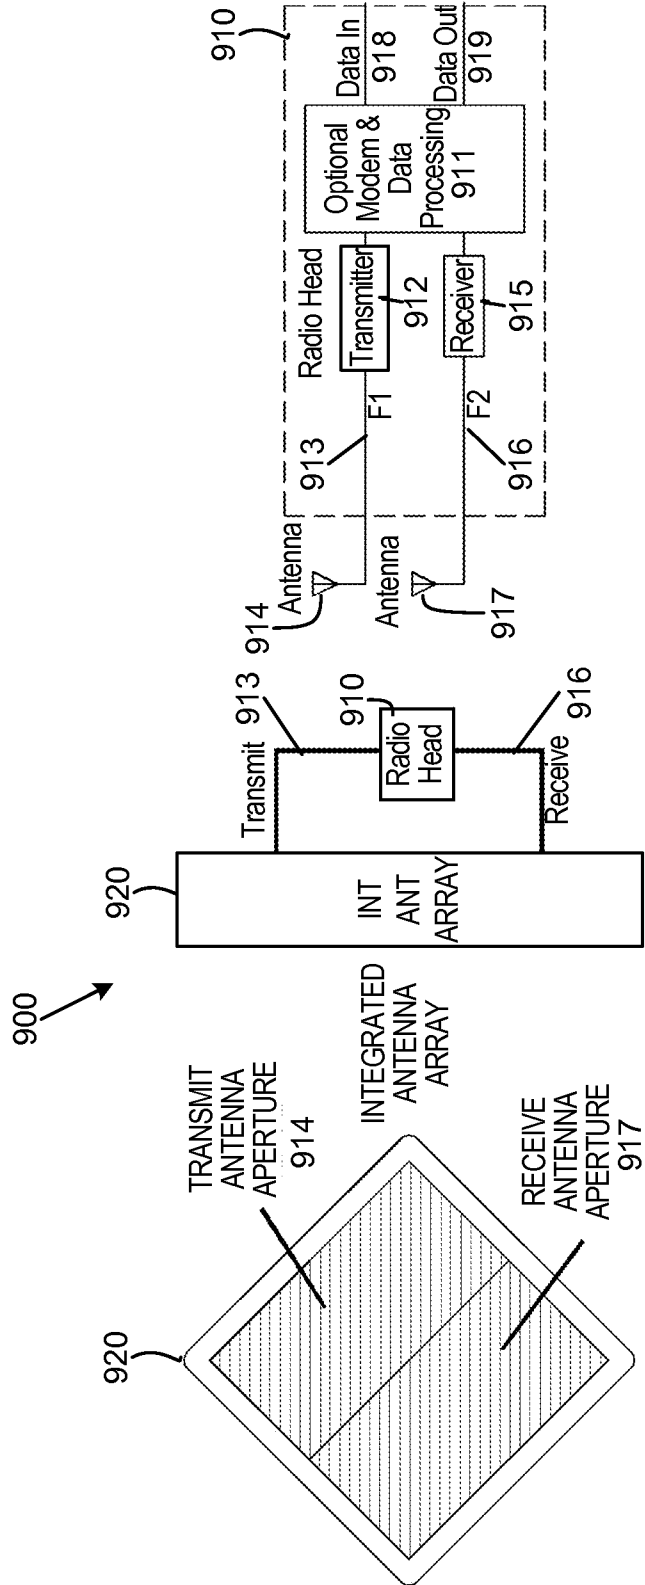 900
920
TRANSMIT
ANTENNA
APERTURE
914
INTEGRATED
ANTENNA
ARRAY
RECEIVE
ANTENNA
APERTURE
917
920
INT
ANT
ARRAY
Transmit
913
910
Radio
Head
916
Receive
Antenna
914
Antenna
917
910
Radio Head
913
F1
Transmitter
912
916
F2
Receiver
915
Optional
Modem &
Data
Processing
911
Data In
918
Data Out
919